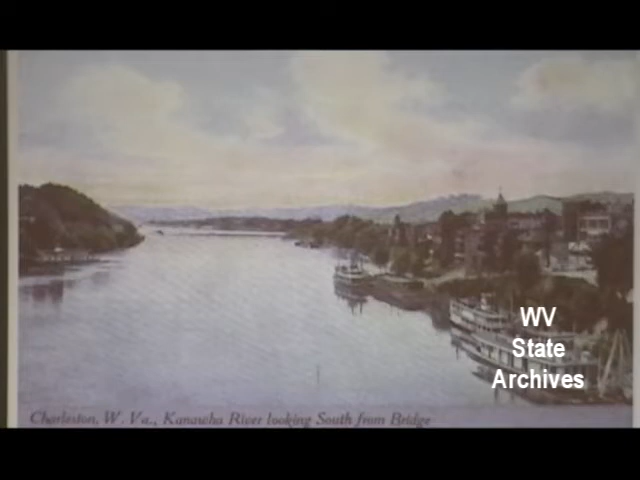 WV
State
Archives
Charleston, W. Va., Kanawha River looking South from Bridge